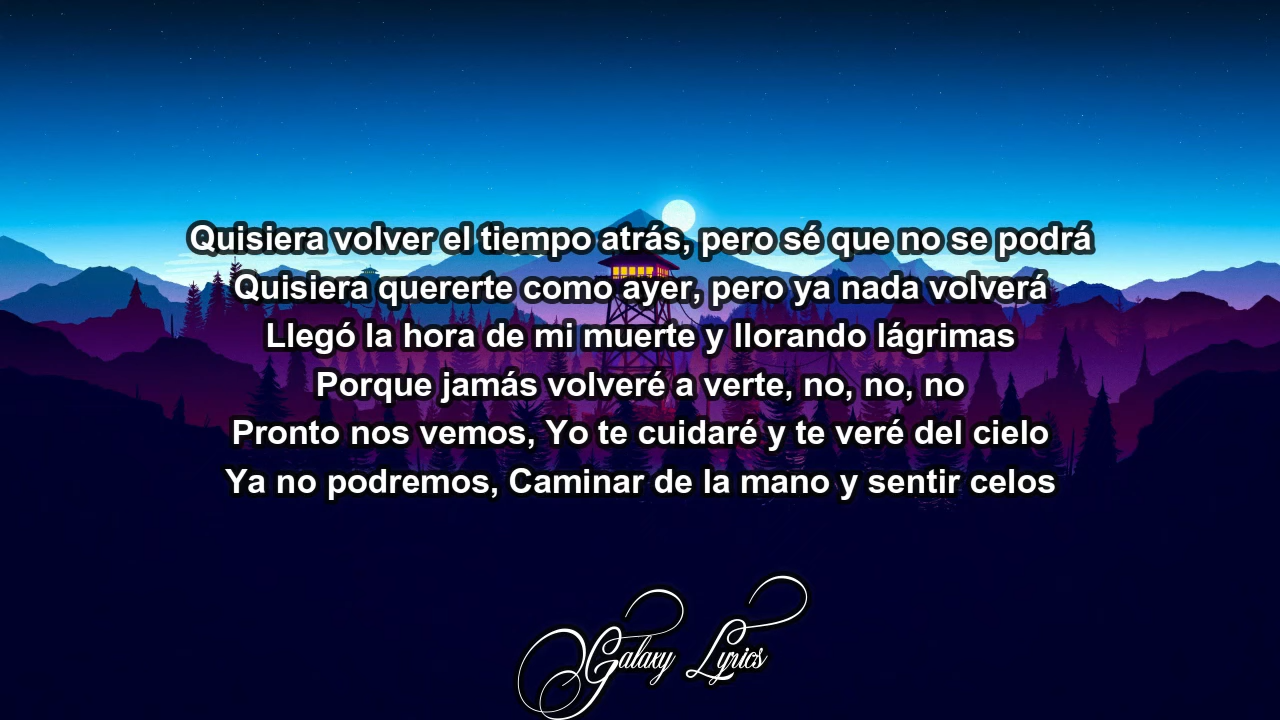 Quisiera volver el tiempo atrás, pero sé que no se podrá
Quisiera quererte como ayer, pero ya nada volverá
Llegó la hora de mi muerte y llorando lágrimas
Porque jamás volveré a verte, no, no, no
Pronto nos vemos, Yo te cuidaré y te veré del cielo
Ya no podremos, Caminar de la mano y sentir celos
Galaxy Lyrics